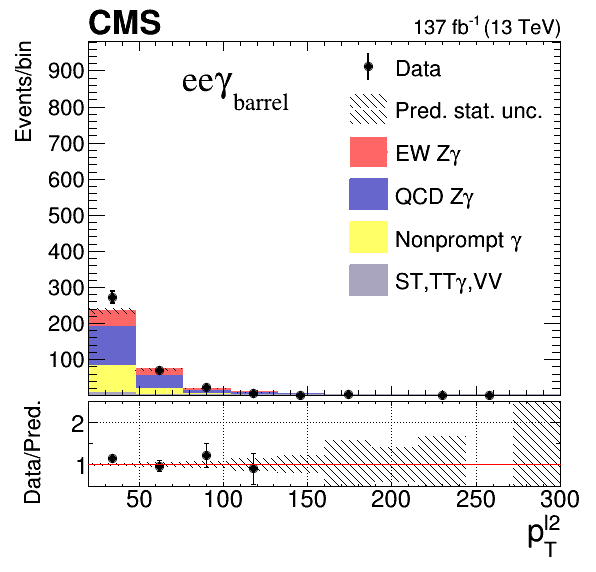 CMS 137 fb⁻¹ (13 TeV)
Events/bin
900
800
700
600
500
400
300
200
100
eeγ barrel
Data
Pred. stat. unc.
EW Zγ
QCD Zγ
Nonprompt γ
ST,TTγ,VV
Data/Pred.
2
1
50 100 150 200 250 300
p_T^l2